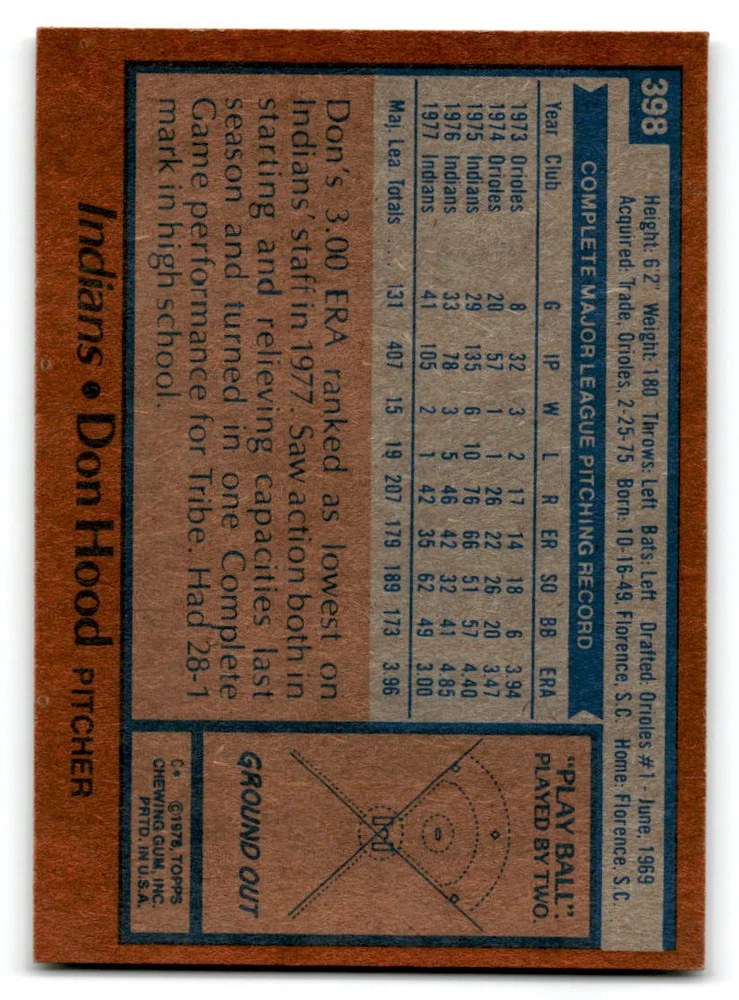 398
Height: 6'2" Weight: 180 Throws: Left Bats: Left Drafted: Orioles #1 - June, 1969
Acquired: Trade, Orioles, 2-25-75 Born: 10-16-49, Florence, S.C. Home: Florence, S.C.
COMPLETE MAJOR LEAGUE PITCHING RECORD
Year Club G IP W L R ER SO BB ERA
1973 Orioles 8 32 3 2 17 14 18 6 3.94
1974 Orioles 20 57 1 1 26 22 26 20 3.47
1975 Indians 29 135 6 10 76 66 51 57 4.40
1976 Indians 33 78 3 5 46 42 32 41 4.85
1977 Indians 41 105 2 1 42 35 62 49 3.00
Maj. Lea Totals 131 407 15 19 207 179 189 173 3.96
Don's 3.00 ERA ranked as lowest on
Indians' staff in 1977. Saw action both in
starting and relieving capacities last
season and turned in one Complete
Game performance for Tribe. Had 28-1
mark in high school.
"PLAY BALL".
PLAYED BY TWO.
GROUND OUT
C* ©1978, TOPPS
CHEWING GUM, INC.
PRTD. IN U.S.A.
Indians • Don Hood PITCHER